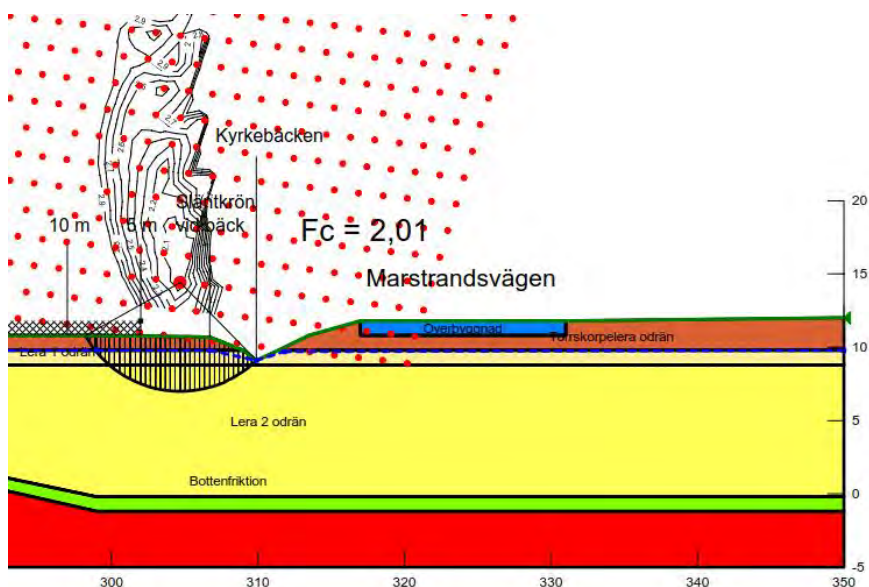 Kyrkebäcken
20
Släntkrön
10 m
5 m
vid bäck
Fc = 2,01
15
Marstrandsvägen
Överbyggnad
Torrskorpelera odrän
Lera 1 odrän
10
Lera 2 odrän
5
Bottenfriktion
0
-5
300
310
320
330
340
350